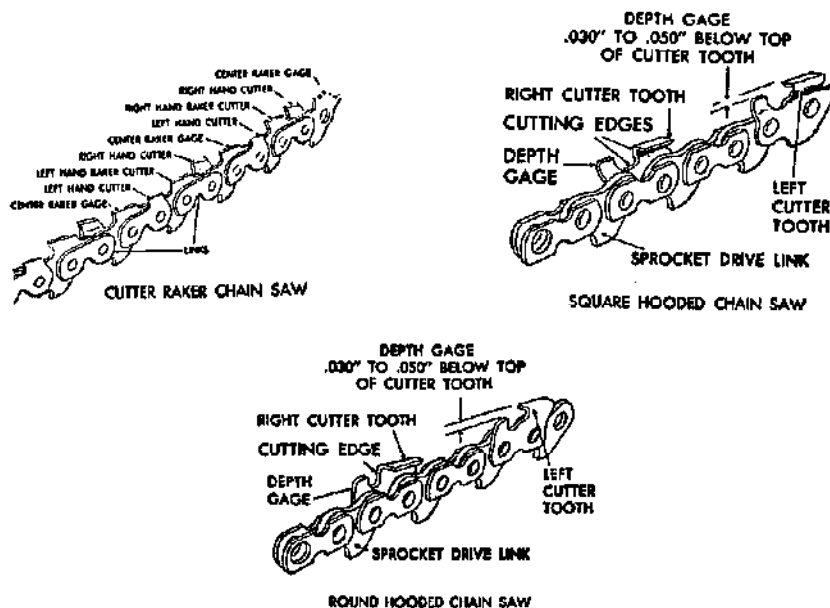 CENTER RAKER GAGE
RIGHT HAND CUTTER
RIGHT HAND RAKER CUTTER
LEFT HAND CUTTER
CENTER RAKER GAGE
RIGHT HAND CUTTER
LEFT HAND RAKER CUTTER
LEFT HAND CUTTER
CENTER RAKER GAGE
LINKS
CUTTER RAKER CHAIN SAW
DEPTH GAGE
.030" TO .050" BELOW TOP
OF CUTTER TOOTH
RIGHT CUTTER TOOTH
CUTTING EDGES
DEPTH
GAGE
LEFT
CUTTER
TOOTH
SPROCKET DRIVE LINK
SQUARE HOODED CHAIN SAW
DEPTH GAGE
.030" TO .050" BELOW TOP
OF CUTTER TOOTH
RIGHT CUTTER TOOTH
CUTTING EDGE
DEPTH
GAGE
LEFT
CUTTER
TOOTH
SPROCKET DRIVE LINK
ROUND HOODED CHAIN SAW